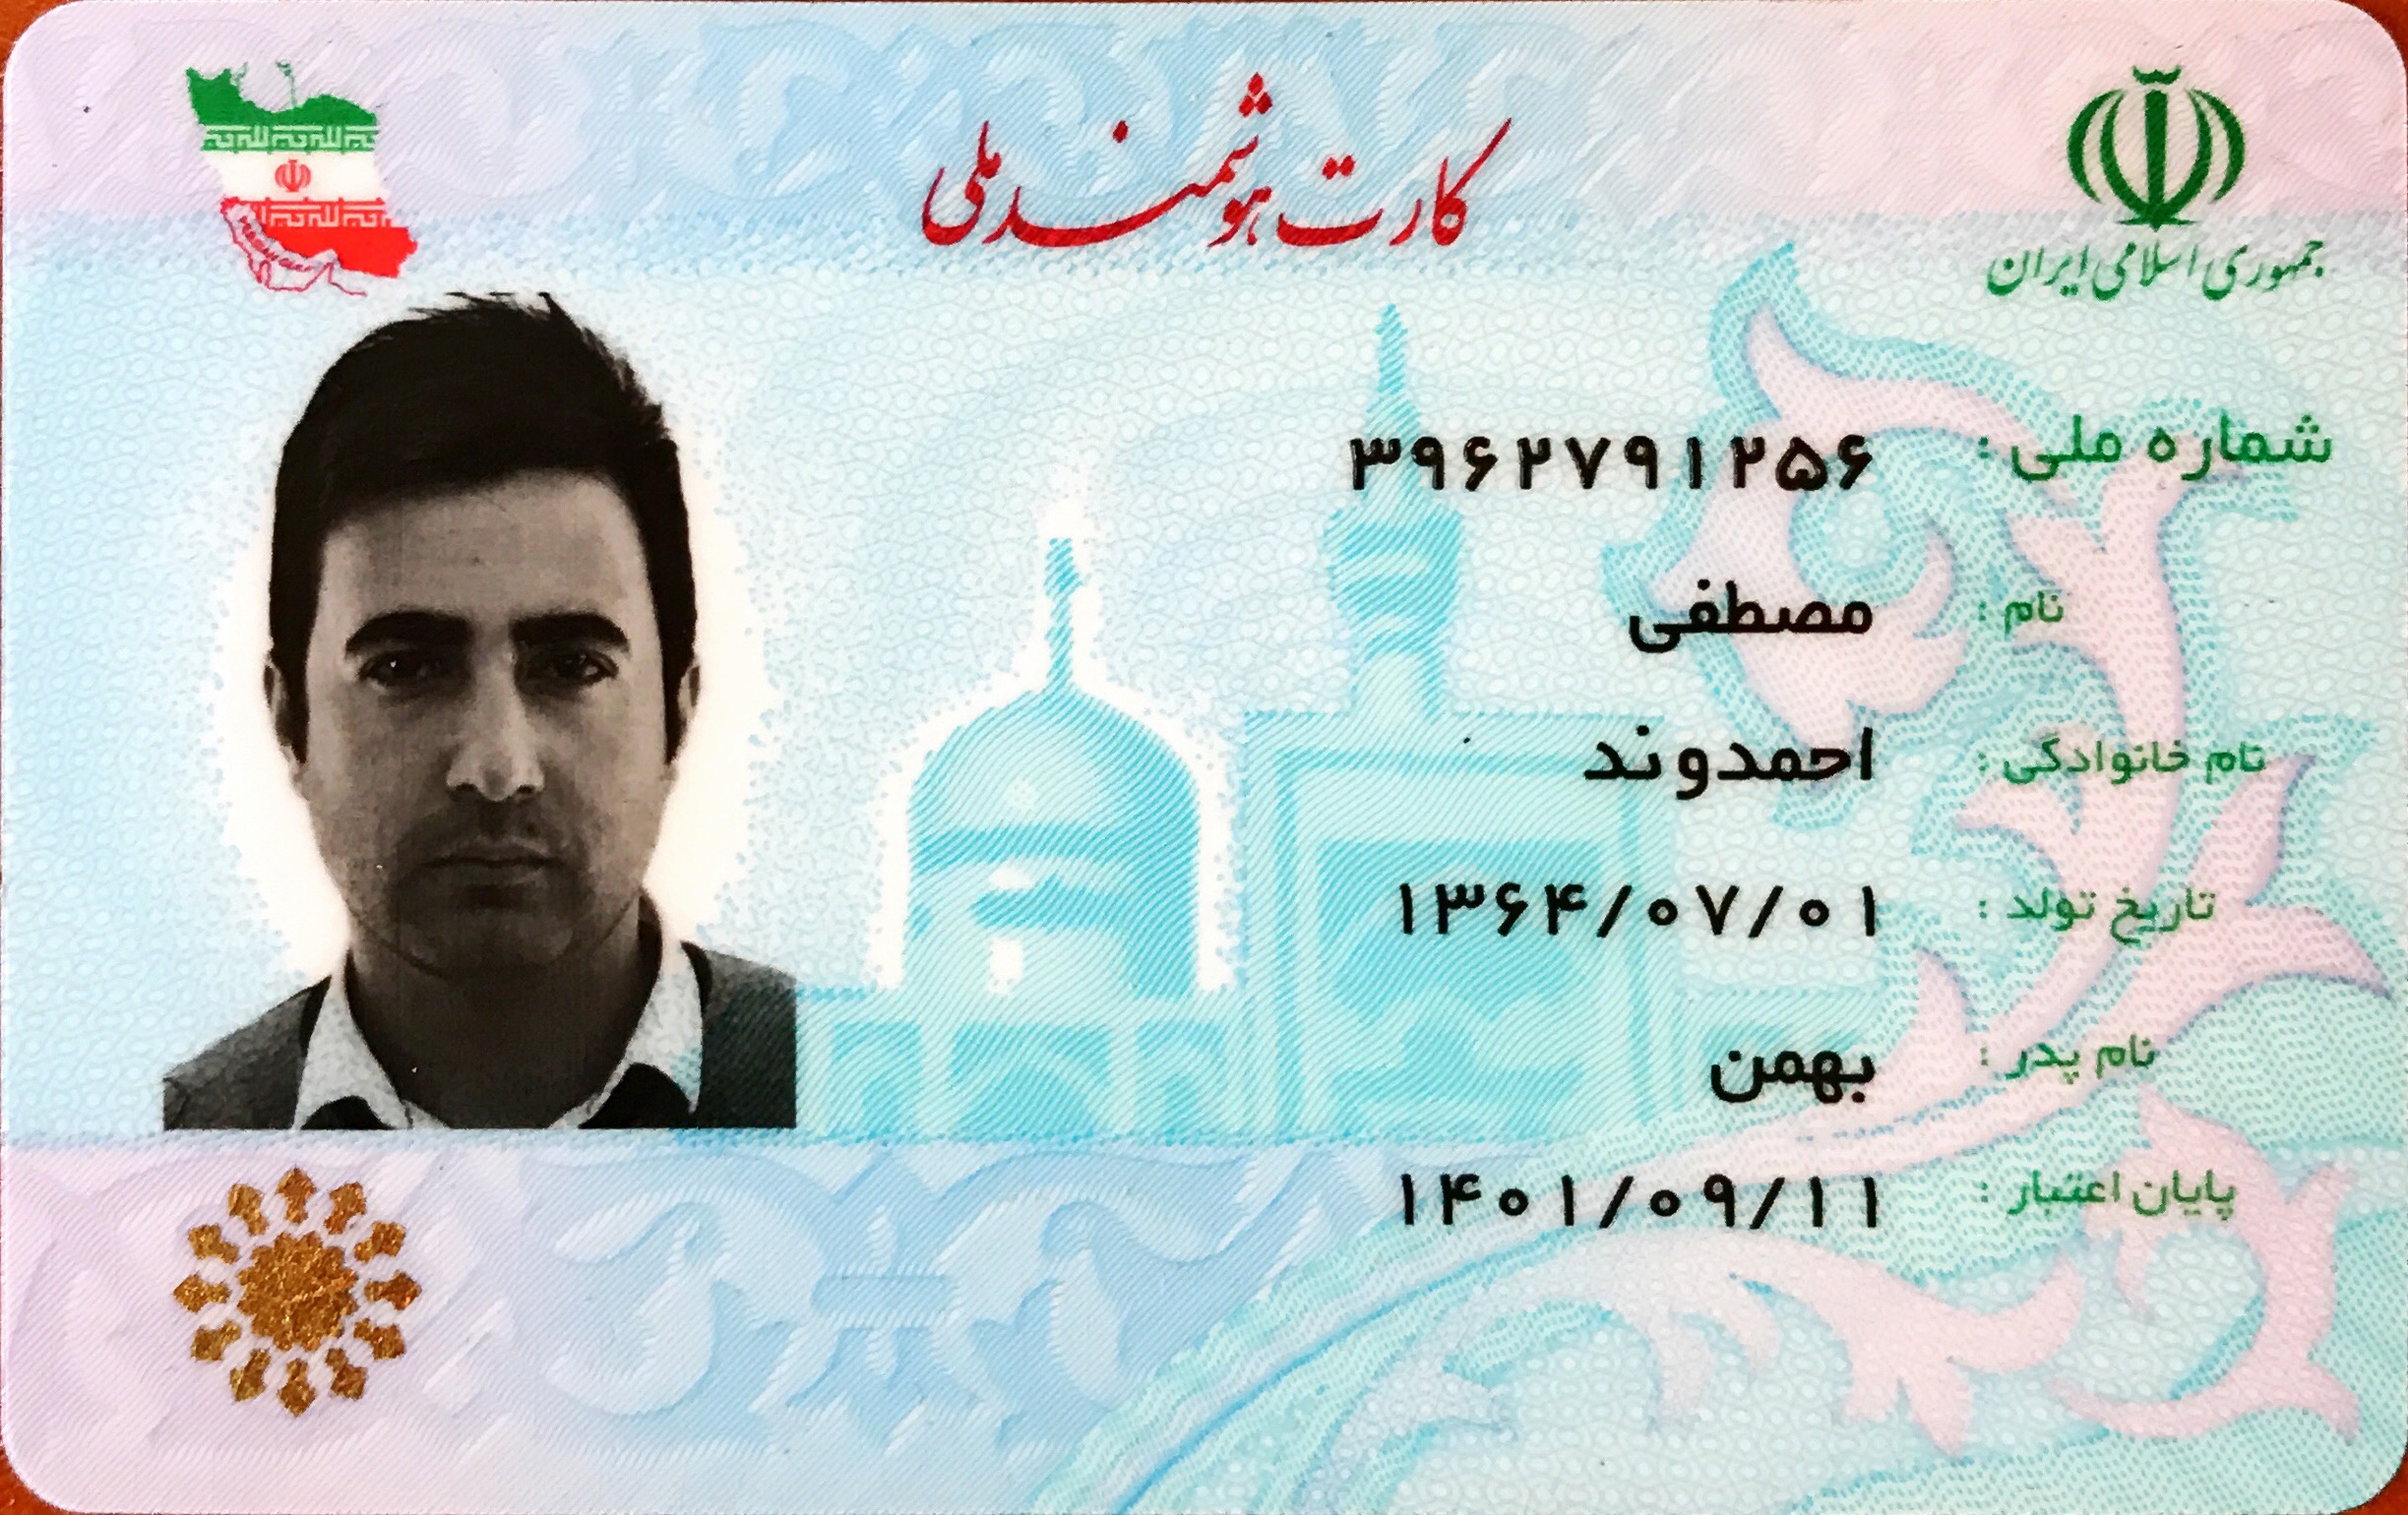 کارت هوشمند ملی
جمهوری اسلامی ایران
شماره ملی : ۳۹۶۲۷۹۱۲۵۶
نام : مصطفی
نام خانوادگی : احمدوند
تاریخ تولد : ۱۳۶۴/۰۷/۰۱
نام پدر : بهمن
پایان اعتبار : ۱۴۰۱/۰۹/۱۱